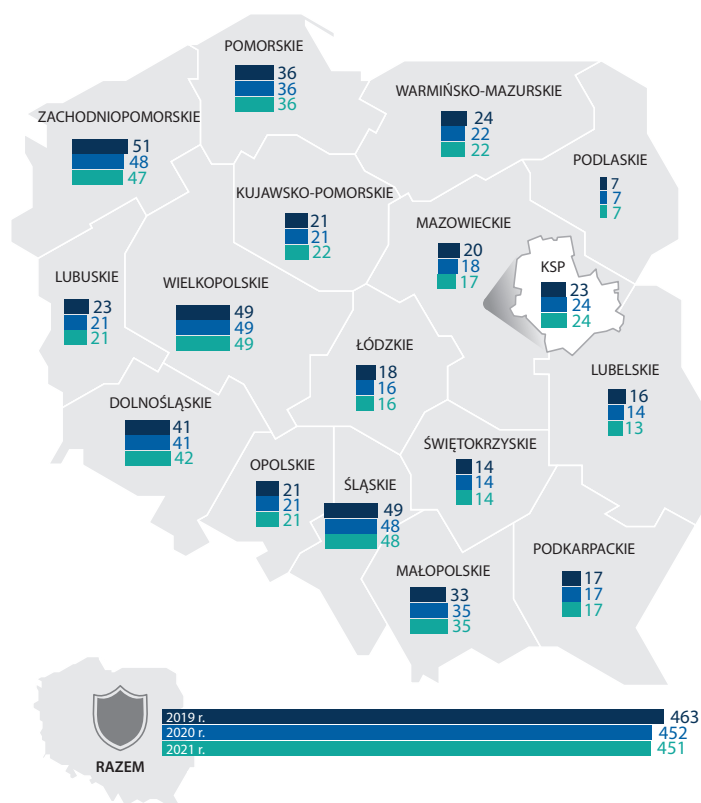 POMORSKIE
36
36
36
WARMIŃSKO-MAZURSKIE
24
22
22
ZACHODNIOPOMORSKIE
51
48
47
PODLASKIE
7
7
7
KUJAWSKO-POMORSKIE
21
21
22
MAZOWIECKIE
20
18
17
KSP
23
24
24
LUBUSKIE
23
21
21
WIELKOPOLSKIE
49
49
49
ŁÓDZKIE
18
16
16
LUBELSKIE
16
14
13
DOLNOŚLĄSKIE
41
41
42
ŚWIĘTOKRZYSKIE
14
14
14
OPOLSKIE
21
21
21
ŚLĄSKIE
49
48
48
PODKARPACKIE
17
17
17
MAŁOPOLSKIE
33
35
35
RAZEM
2019 r. 463
2020 r. 452
2021 r. 451